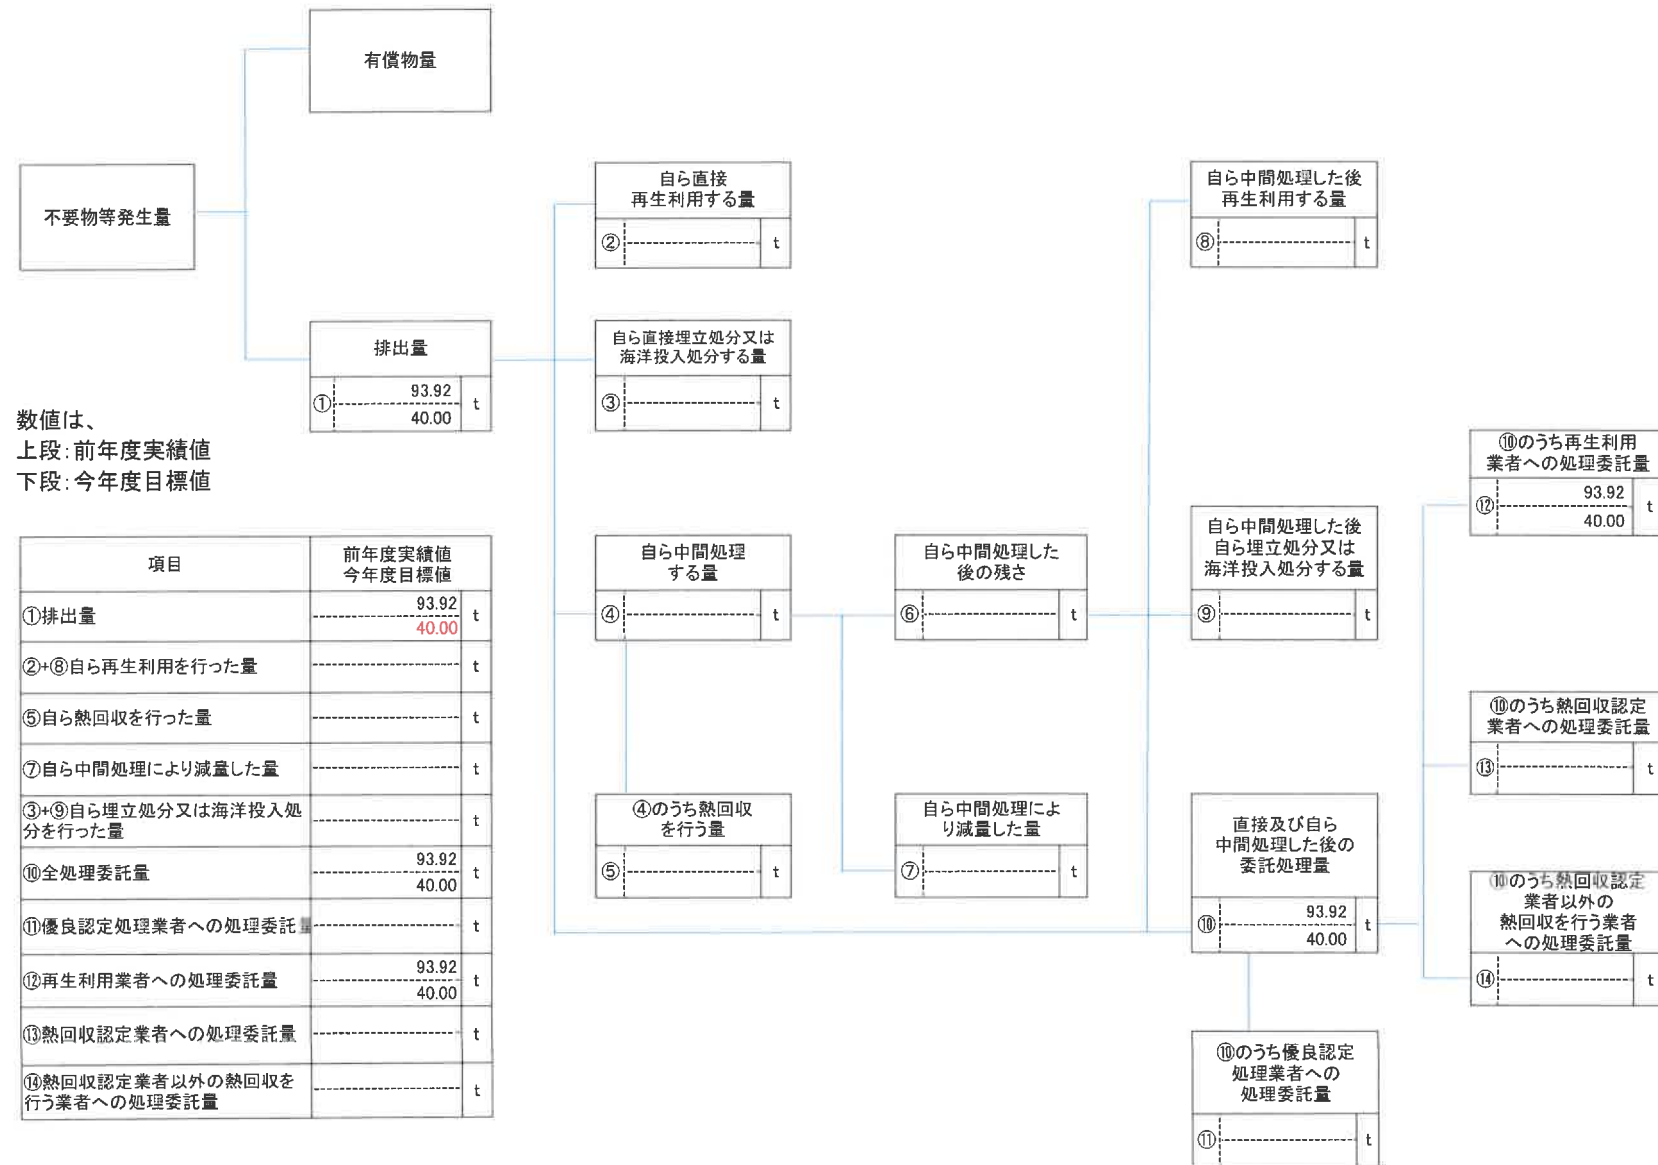 有償物量
不要物等発生量
自ら直接
再生利用する量
② t
自ら中間処理した後
再生利用する量
⑧ t
排出量
① 93.92 t
40.00
自ら直接埋立処分又は
海洋投入処分する量
③ t
数値は、
上段:前年度実績値
下段:今年度目標値
⑩のうち再生利用
業者への処理委託量
⑫ 93.92 t
40.00
自ら中間処理
する量
④ t
自ら中間処理した
後の残さ
⑥ t
自ら中間処理した後
自ら埋立処分又は
海洋投入処分する量
⑨ t
⑩のうち熱回収認定
業者への処理委託量
⑬ t
④のうち熱回収
を行う量
⑤ t
自ら中間処理によ
り減量した量
⑦ t
直接及び自ら
中間処理した後の
委託処理量
⑩ 93.92 t
40.00
⑩のうち熱回収認定
業者以外の
熱回収を行う業者
への処理委託量
⑭ t
⑩のうち優良認定
処理業者への
処理委託量
⑪ t
項目 前年度実績値
今年度目標値
①排出量 93.92 t
40.00
②+⑧自ら再生利用を行った量 t
⑤自ら熱回収を行った量 t
⑦自ら中間処理により減量した量 t
③+⑨自ら埋立処分又は海洋投入処
分を行った量 t
⑩全処理委託量 93.92 t
40.00
⑪優良認定処理業者への処理委託量 t
⑫再生利用業者への処理委託量 93.92 t
40.00
⑬熱回収認定業者への処理委託量 t
⑭熱回収認定業者以外の熱回収を
行う業者への処理委託量 t